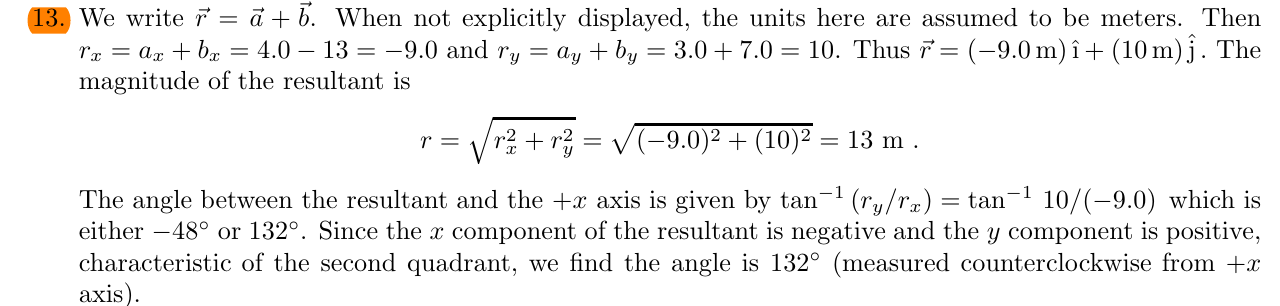 13. We write r⃗ = a⃗ + b⃗. When not explicitly displayed, the units here are assumed to be meters. Then
rₓ = aₓ + bₓ = 4.0 − 13 = −9.0 and r_y = a_y + b_y = 3.0 + 7.0 = 10. Thus r⃗ = (−9.0 m) î + (10 m) ĵ. The
magnitude of the resultant is
r = √(rₓ² + r_y²) = √((−9.0)² + (10)²) = 13 m .
The angle between the resultant and the +x axis is given by tan⁻¹ (r_y/rₓ) = tan⁻¹ 10/(−9.0) which is
either −48° or 132°. Since the x component of the resultant is negative and the y component is positive,
characteristic of the second quadrant, we find the angle is 132° (measured counterclockwise from +x
axis).